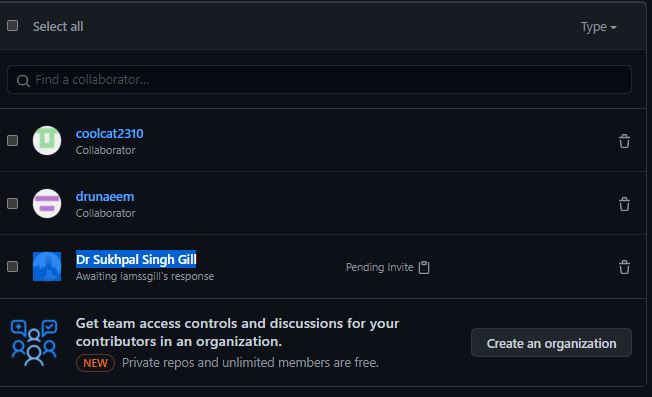 Select all
Type
Find a collaborator...
coolcat2310
Collaborator
drunaeem
Collaborator
Dr Sukhpal Singh Gill
Awaiting iamssgill's response
Pending Invite
Get team access controls and discussions for your
contributors in an organization.
NEW Private repos and unlimited members are free.
Create an organization